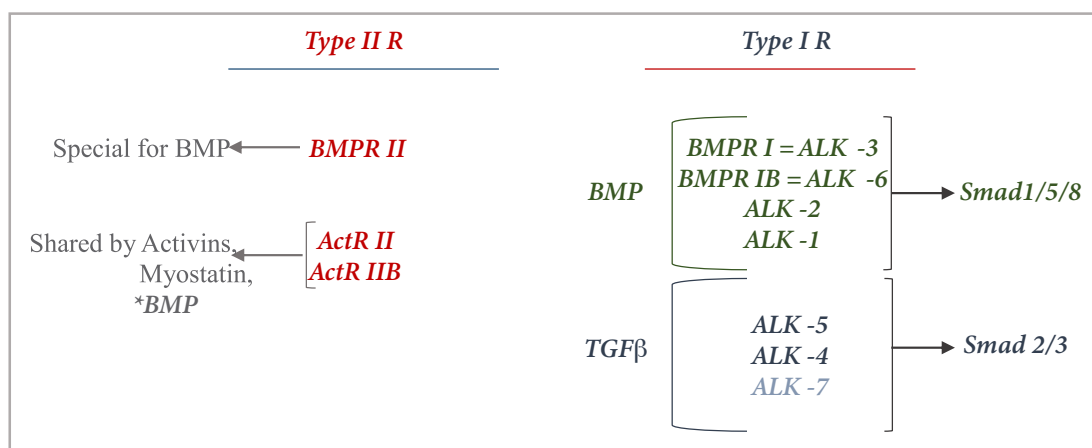 Type II R
Type I R
Special for BMP
BMPR II
Shared by Activins,
Myostatin,
*BMP
ActR II
ActR IIB
BMP
BMPR I = ALK -3
BMPR IB = ALK -6
ALK -2
ALK -1
Smad1/5/8
TGFβ
ALK -5
ALK -4
ALK -7
Smad 2/3